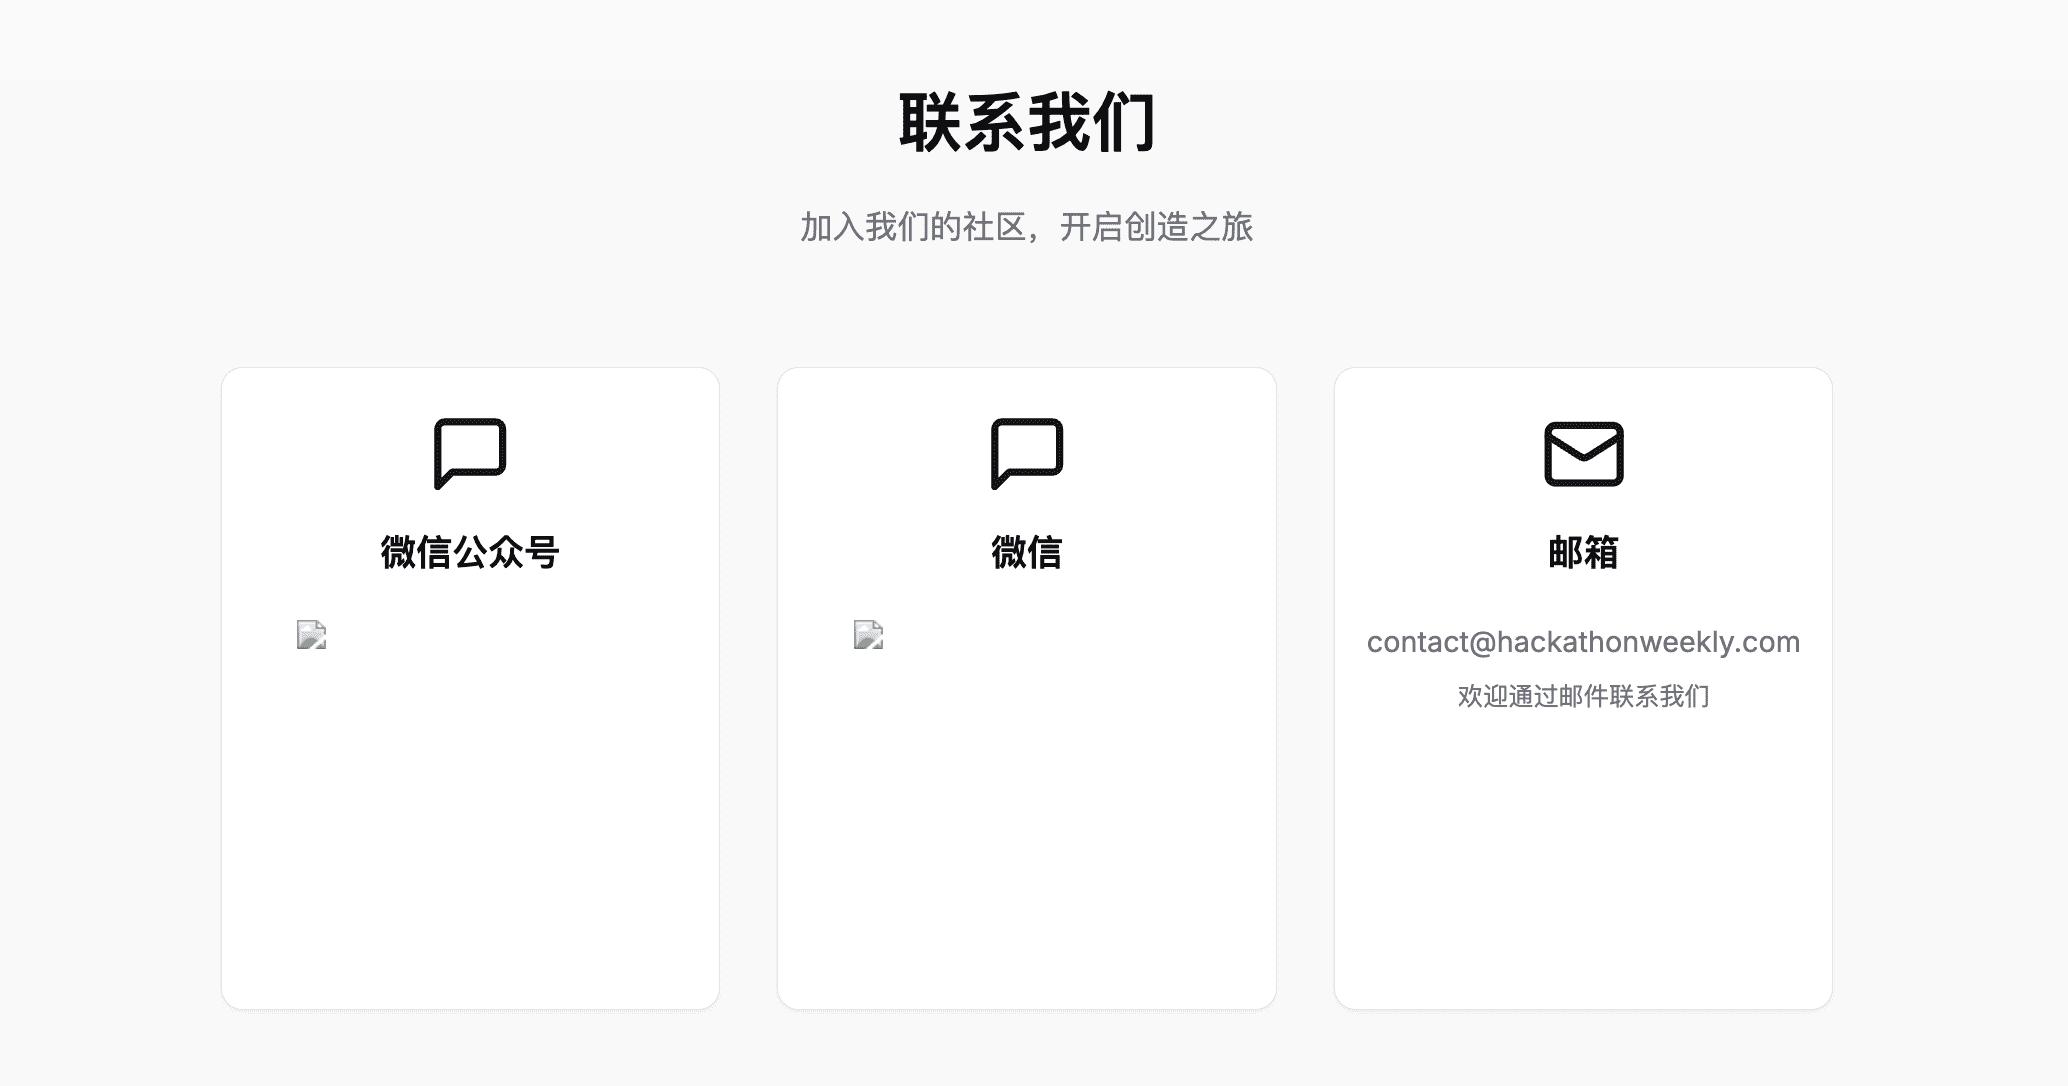 联系我们
加入我们的社区，开启创造之旅
微信公众号
微信
邮箱
contact@hackathonweekly.com
欢迎通过邮件联系我们